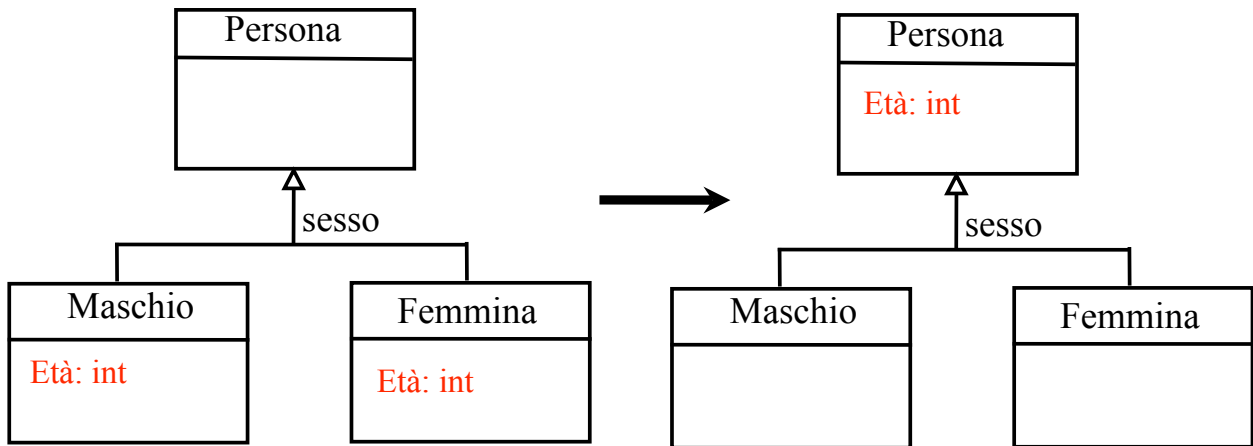 Persona
sesso
Maschio
Femmina
Età: int
Età: int
Persona
Età: int
sesso
Maschio
Femmina